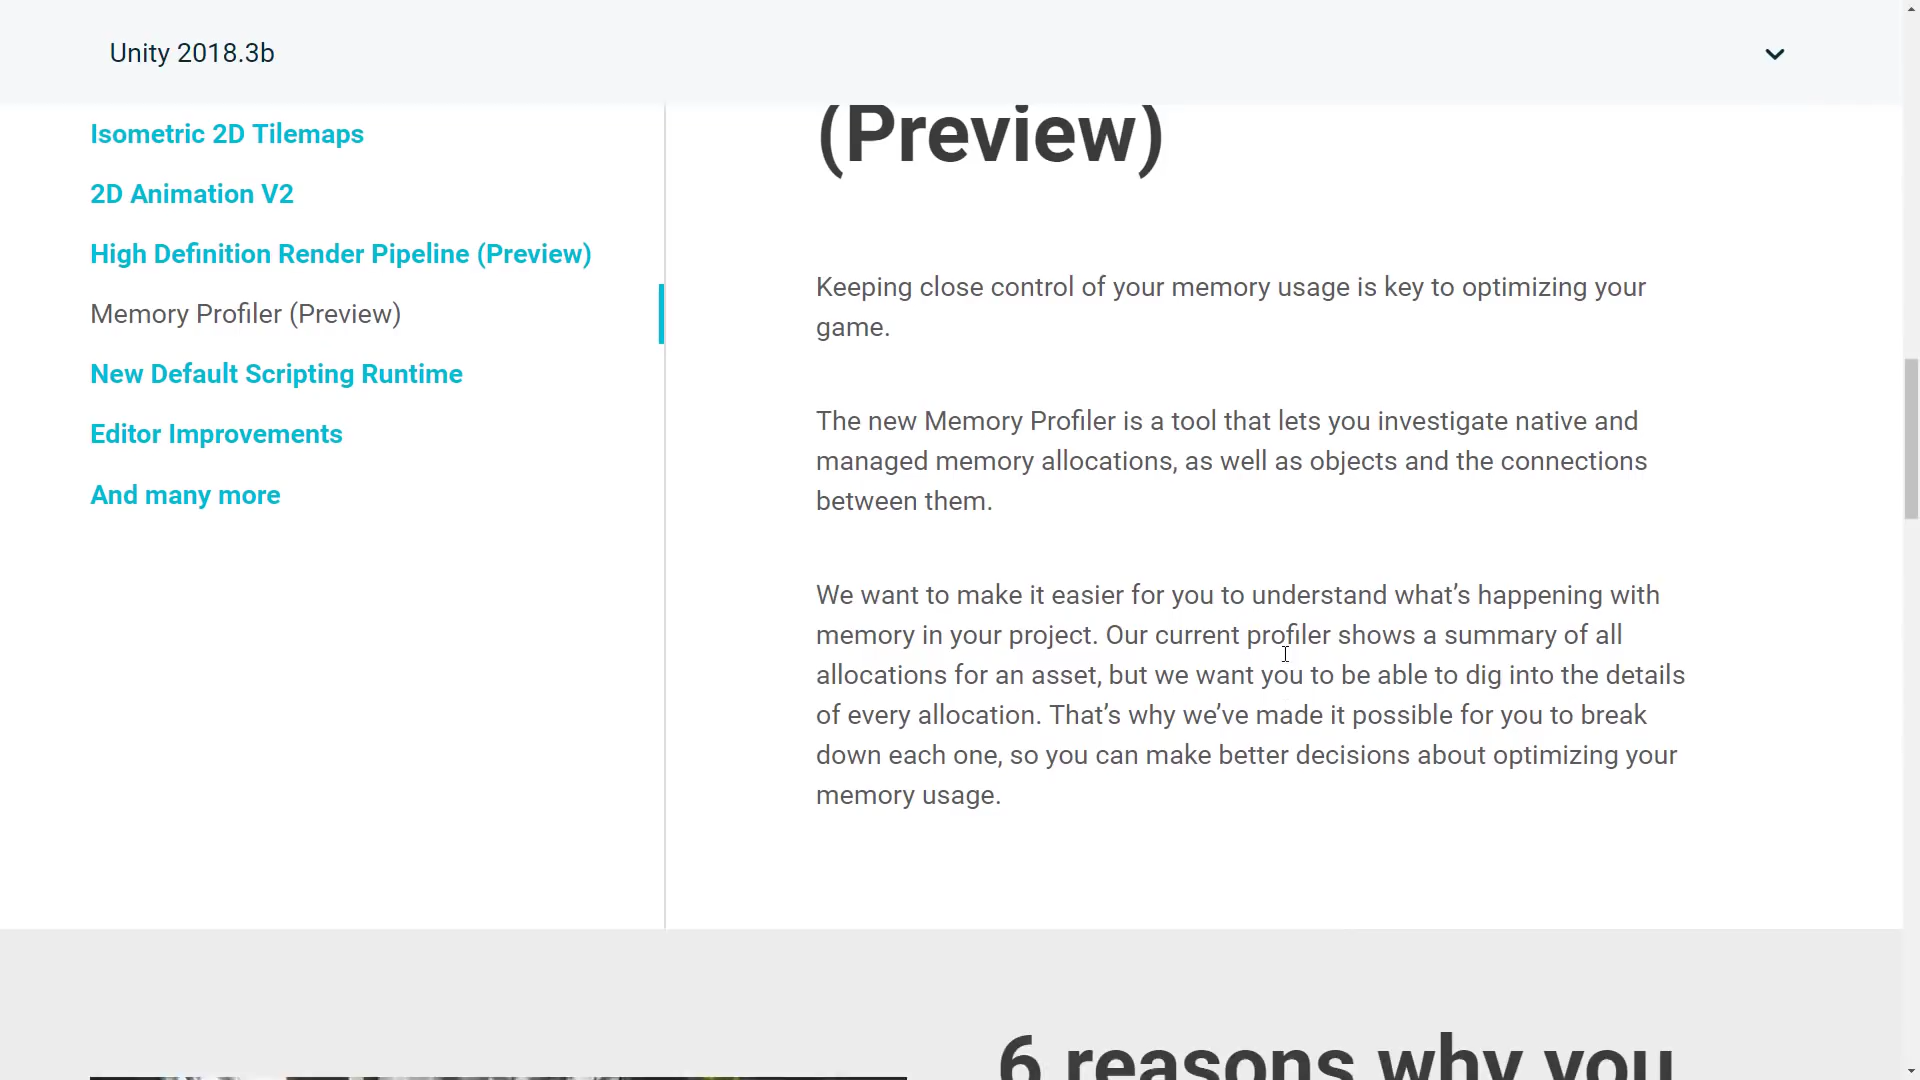 Unity 2018.3b
Isometric 2D Tilemaps
2D Animation V2
High Definition Render Pipeline (Preview)
Memory Profiler (Preview)
New Default Scripting Runtime
Editor Improvements
And many more
(Preview)
Keeping close control of your memory usage is key to optimizing your
game.
The new Memory Profiler is a tool that lets you investigate native and
managed memory allocations, as well as objects and the connections
between them.
We want to make it easier for you to understand what’s happening with
memory in your project. Our current profiler shows a summary of all
allocations for an asset, but we want you to be able to dig into the details
of every allocation. That’s why we’ve made it possible for you to break
down each one, so you can make better decisions about optimizing your
memory usage.
6 reasons why you